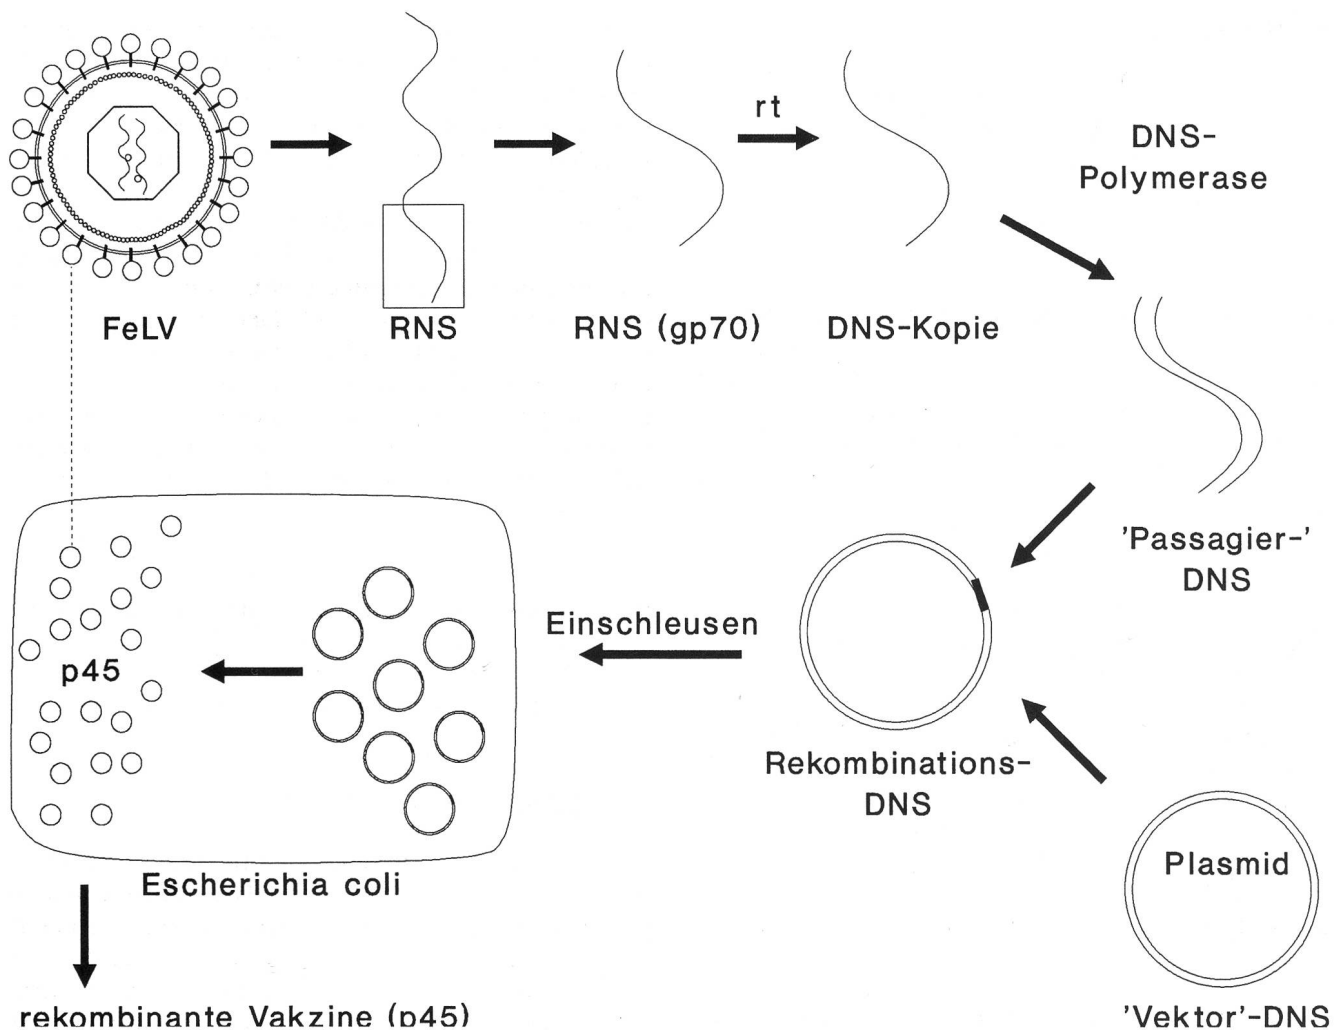 rt
DNS-
Polymerase
FeLV
RNS
RNS (gp70)
DNS-Kopie
'Passagier-'
DNS
Einschleusen
p45
Rekombinations-
DNS
Plasmid
Escherichia coli
rekombinante Vakzine (p45)
'Vektor'-DNS